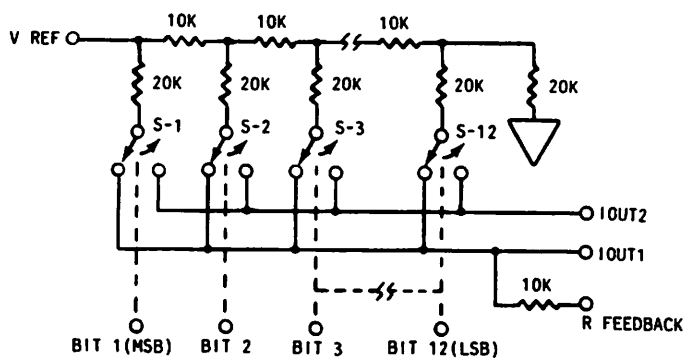 10K 10K 10K
V REF
20K 20K 20K 20K 20K
S-1 S-2 S-3 S-12
IOUT2
IOUT1
10K
R FEEDBACK
BIT 1(MSB) BIT 2 BIT 3 BIT 12(LSB)